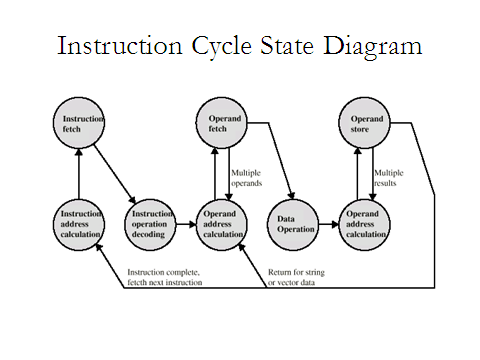 Instruction Cycle State Diagram
Instruction
fetch
Operand
fetch
Operand
store
Multiple
operands
Multiple
results
Instruction
address
calculation
Instruction
operation
decoding
Operand
address
calculation
Data
Operation
Operand
address
calculation
Instruction complete,
fetcth next instruction
Return for string
or vector data